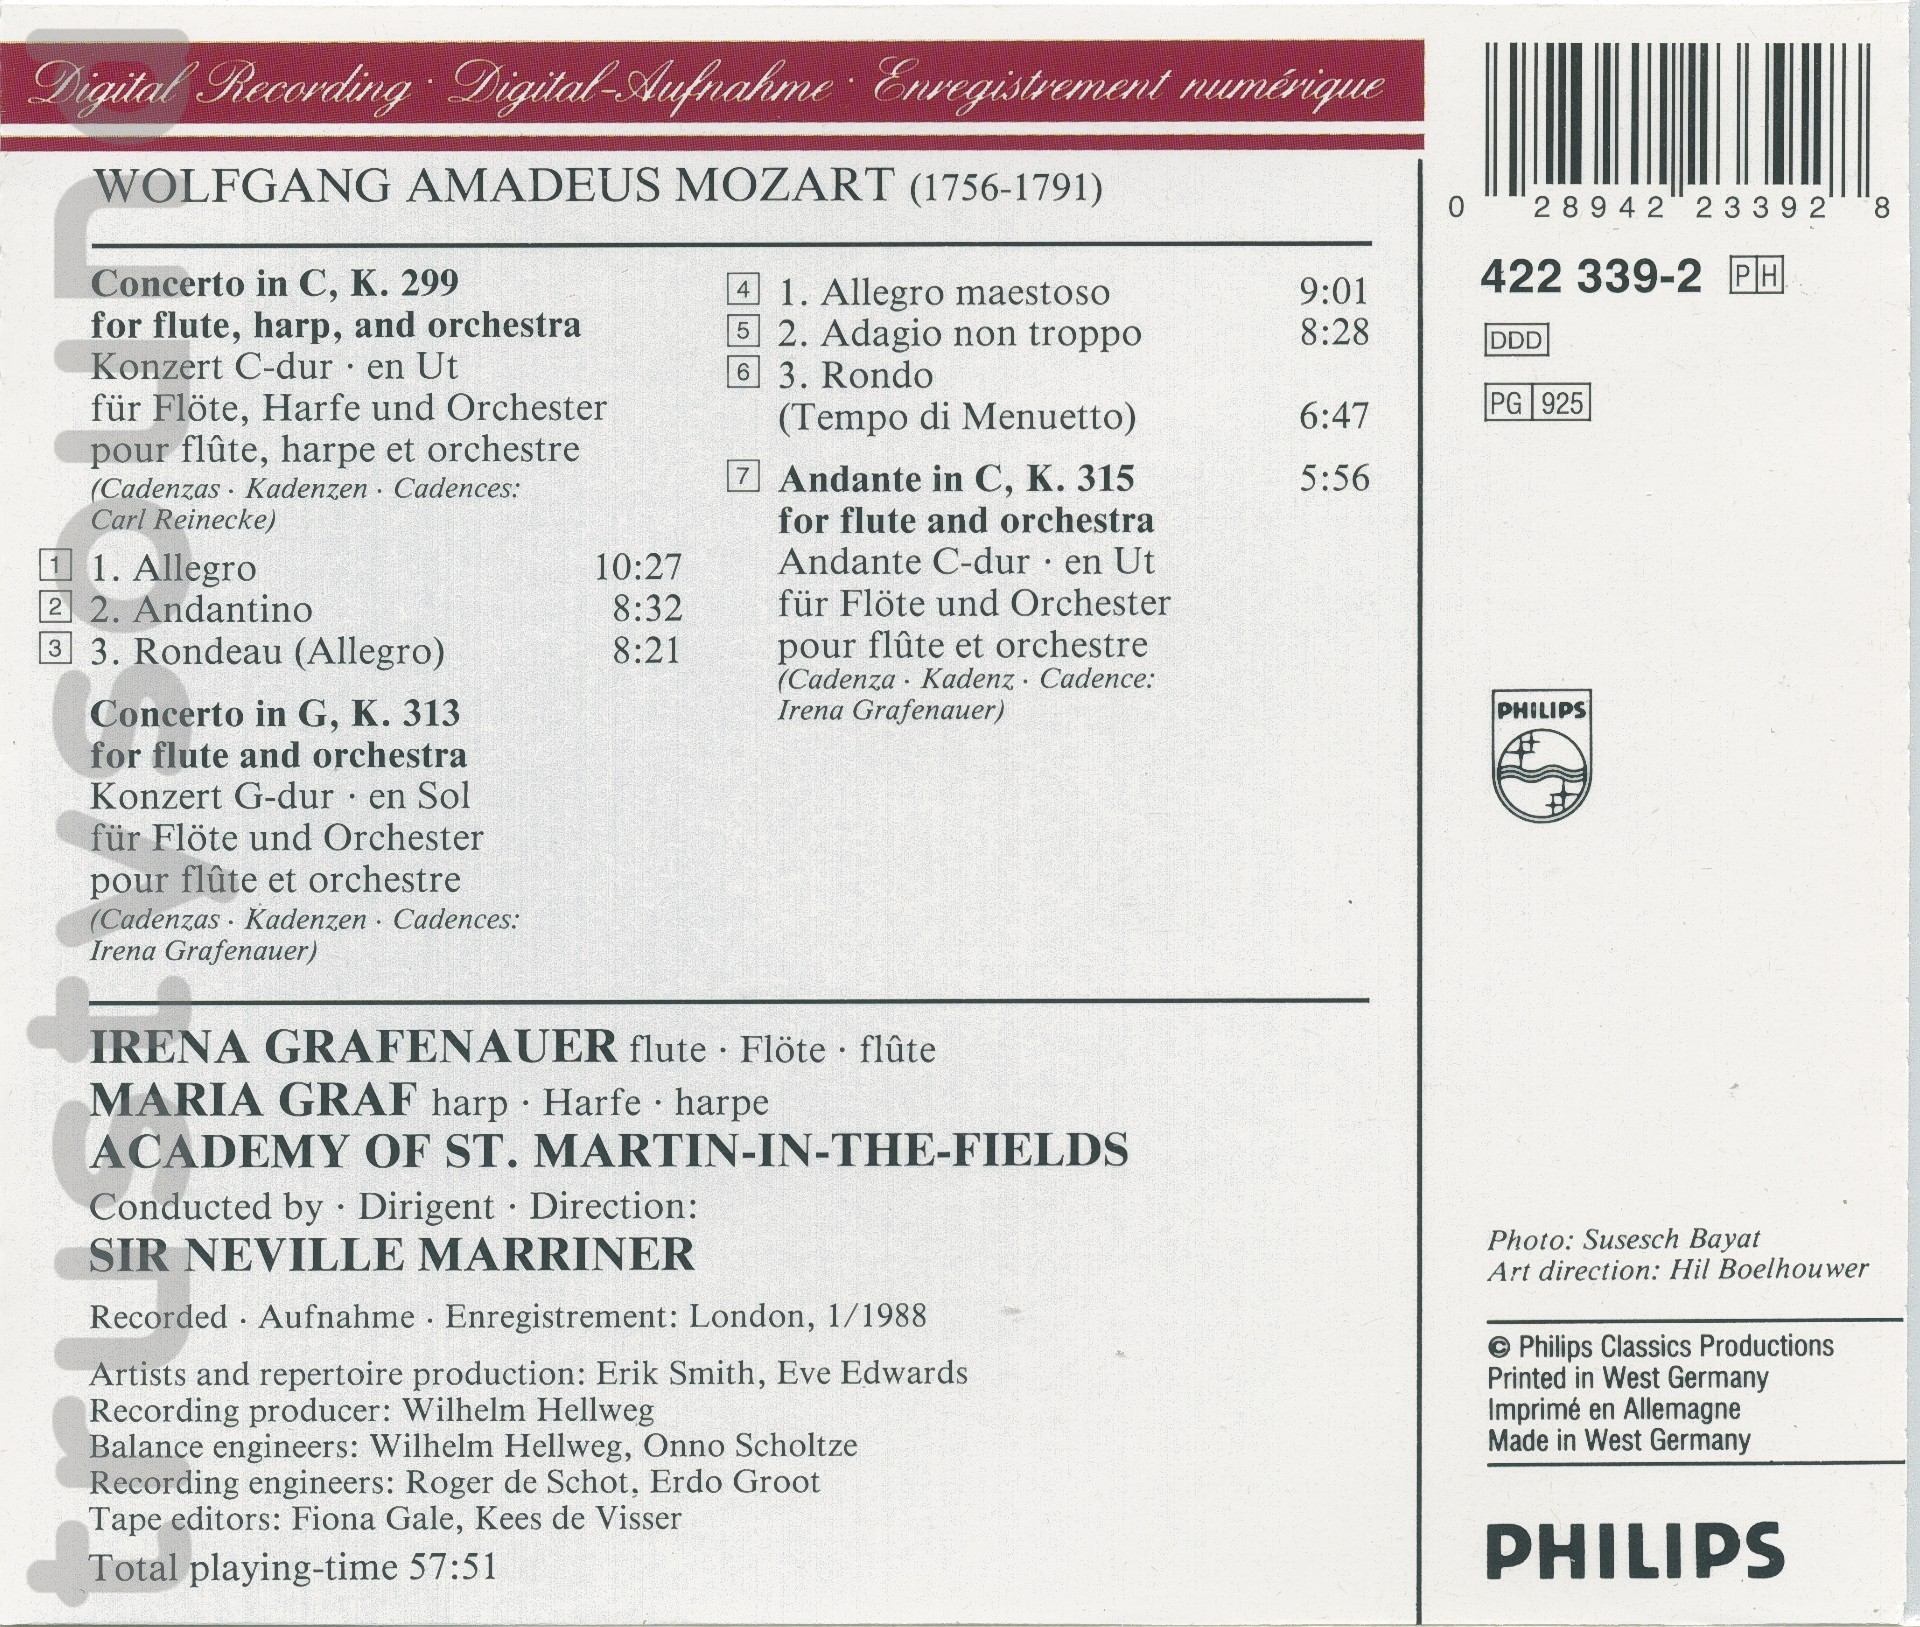 Digital Recording · Digital-Aufnahme · Enregistrement numérique
WOLFGANG AMADEUS MOZART (1756-1791)
Concerto in C, K. 299
for flute, harp, and orchestra
Konzert C-dur · en Ut
für Flöte, Harfe und Orchester
pour flûte, harpe et orchestre
(Cadenzas · Kadenzen · Cadences:
Carl Reinecke)
1 1. Allegro 10:27
2 2. Andantino 8:32
3 3. Rondeau (Allegro) 8:21
Concerto in G, K. 313
for flute and orchestra
Konzert G-dur · en Sol
für Flöte und Orchester
pour flûte et orchestre
(Cadenzas · Kadenzen · Cadences:
Irena Grafenauer)
4 1. Allegro maestoso 9:01
5 2. Adagio non troppo 8:28
6 3. Rondo
(Tempo di Menuetto) 6:47
7 Andante in C, K. 315 5:56
for flute and orchestra
Andante C-dur · en Ut
für Flöte und Orchester
pour flûte et orchestre
(Cadenza · Kadenz · Cadence:
Irena Grafenauer)
IRENA GRAFENAUER flute · Flöte · flûte
MARIA GRAF harp · Harfe · harpe
ACADEMY OF ST. MARTIN-IN-THE-FIELDS
Conducted by · Dirigent · Direction:
SIR NEVILLE MARRINER
Recorded · Aufnahme · Enregistrement: London, 1/1988
Artists and repertoire production: Erik Smith, Eve Edwards
Recording producer: Wilhelm Hellweg
Balance engineers: Wilhelm Hellweg, Onno Scholtze
Recording engineers: Roger de Schot, Erdo Groot
Tape editors: Fiona Gale, Kees de Visser
Total playing-time 57:51
0 28942 23392 8
422 339-2 PH
DDD
PG 925
PHILIPS
Photo: Susesch Bayat
Art direction: Hil Boelhouwer
© Philips Classics Productions
Printed in West Germany
Imprimé en Allemagne
Made in West Germany
PHILIPS